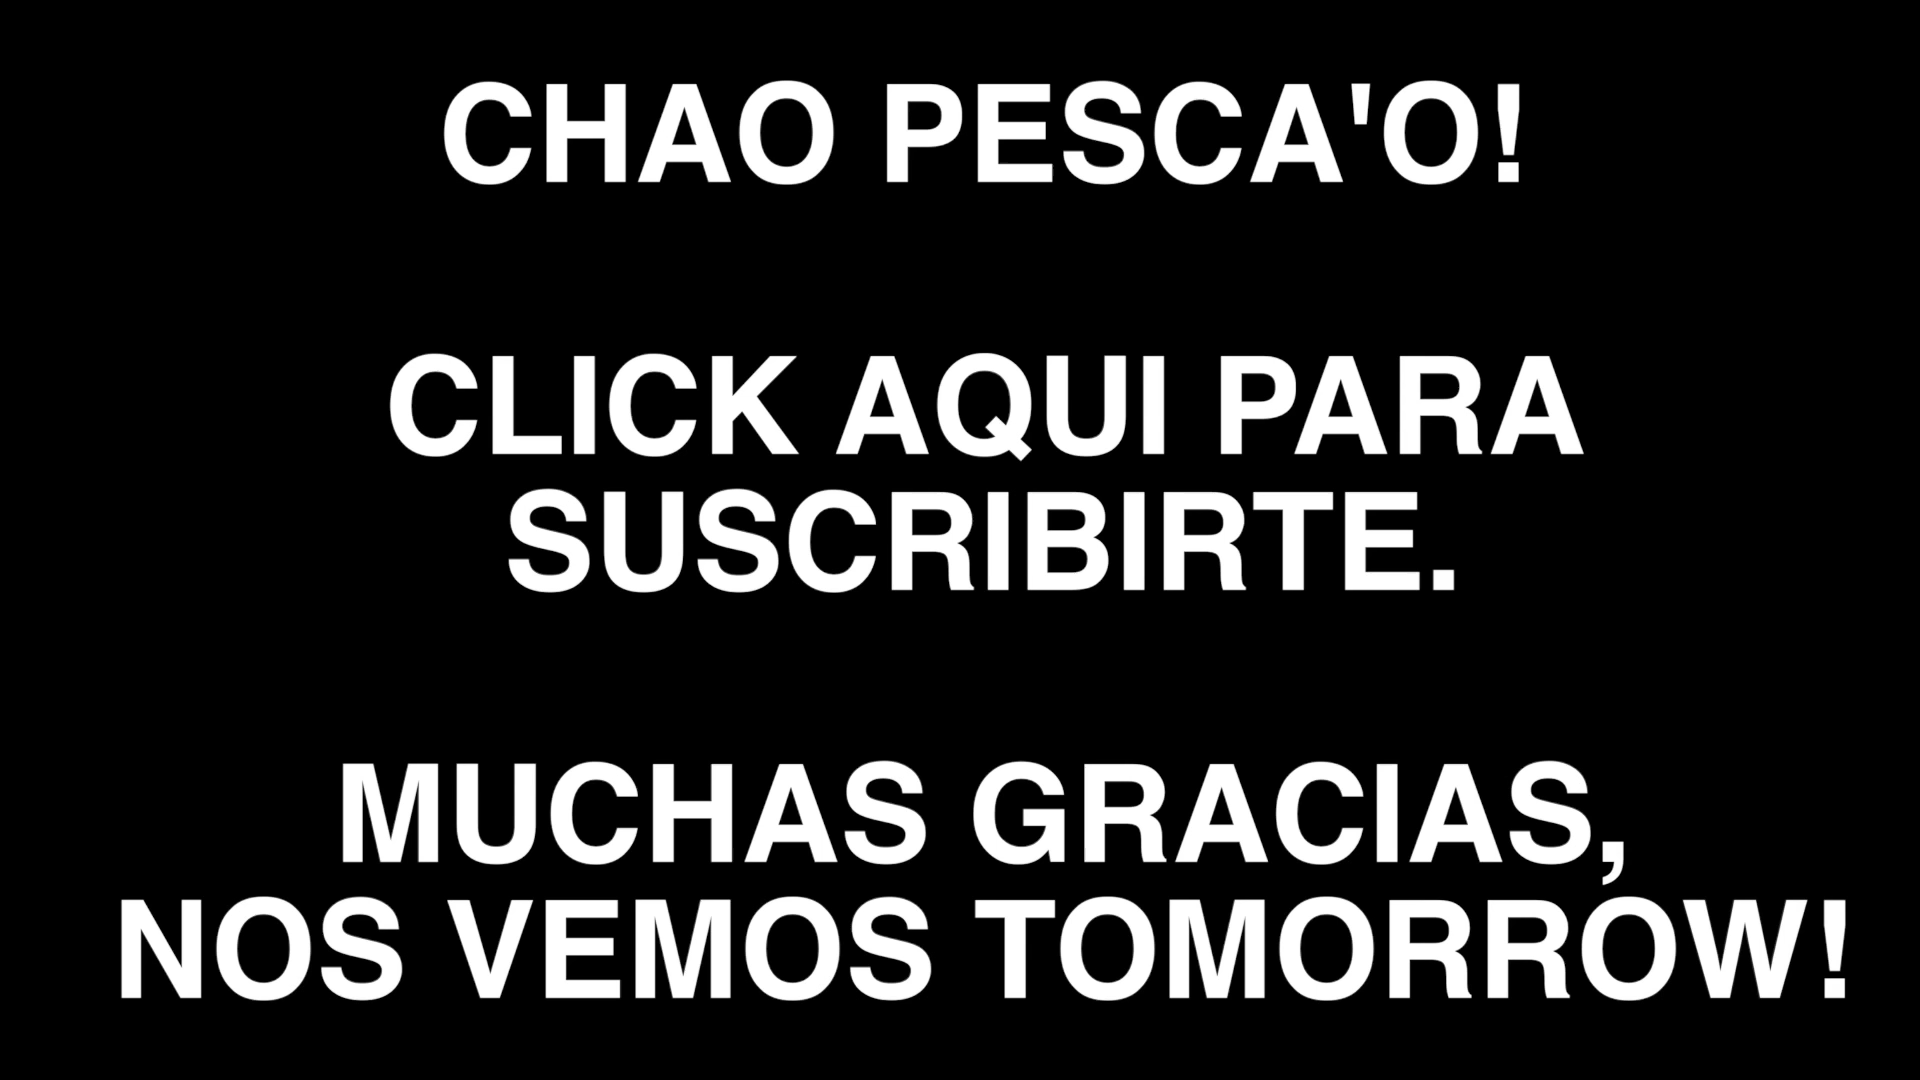 CHAO PESCA'O!
CLICK AQUI PARA
SUSCRIBIRTE.
MUCHAS GRACIAS,
NOS VEMOS TOMORROW!